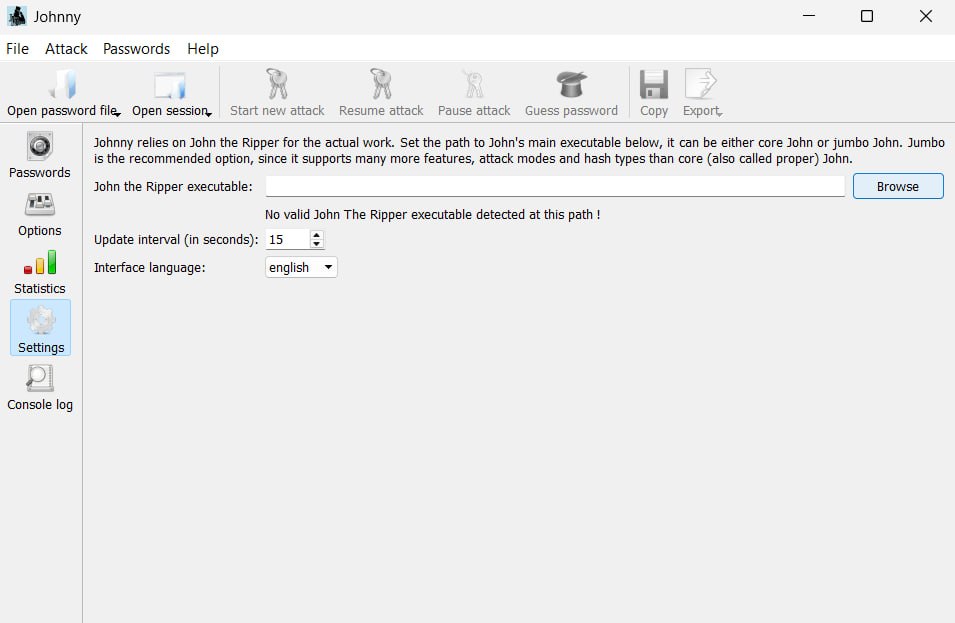 Johnny
File Attack Passwords Help
Open password file Open session Start new attack Resume attack Pause attack Guess password Copy Export
Passwords
Options
Statistics
Settings
Console log
Johnny relies on John the Ripper for the actual work. Set the path to John's main executable below, it can be either core John or jumbo John. Jumbo
is the recommended option, since it supports many more features, attack modes and hash types than core (also called proper) John.
John the Ripper executable: Browse
No valid John The Ripper executable detected at this path !
Update interval (in seconds): 15
Interface language: english